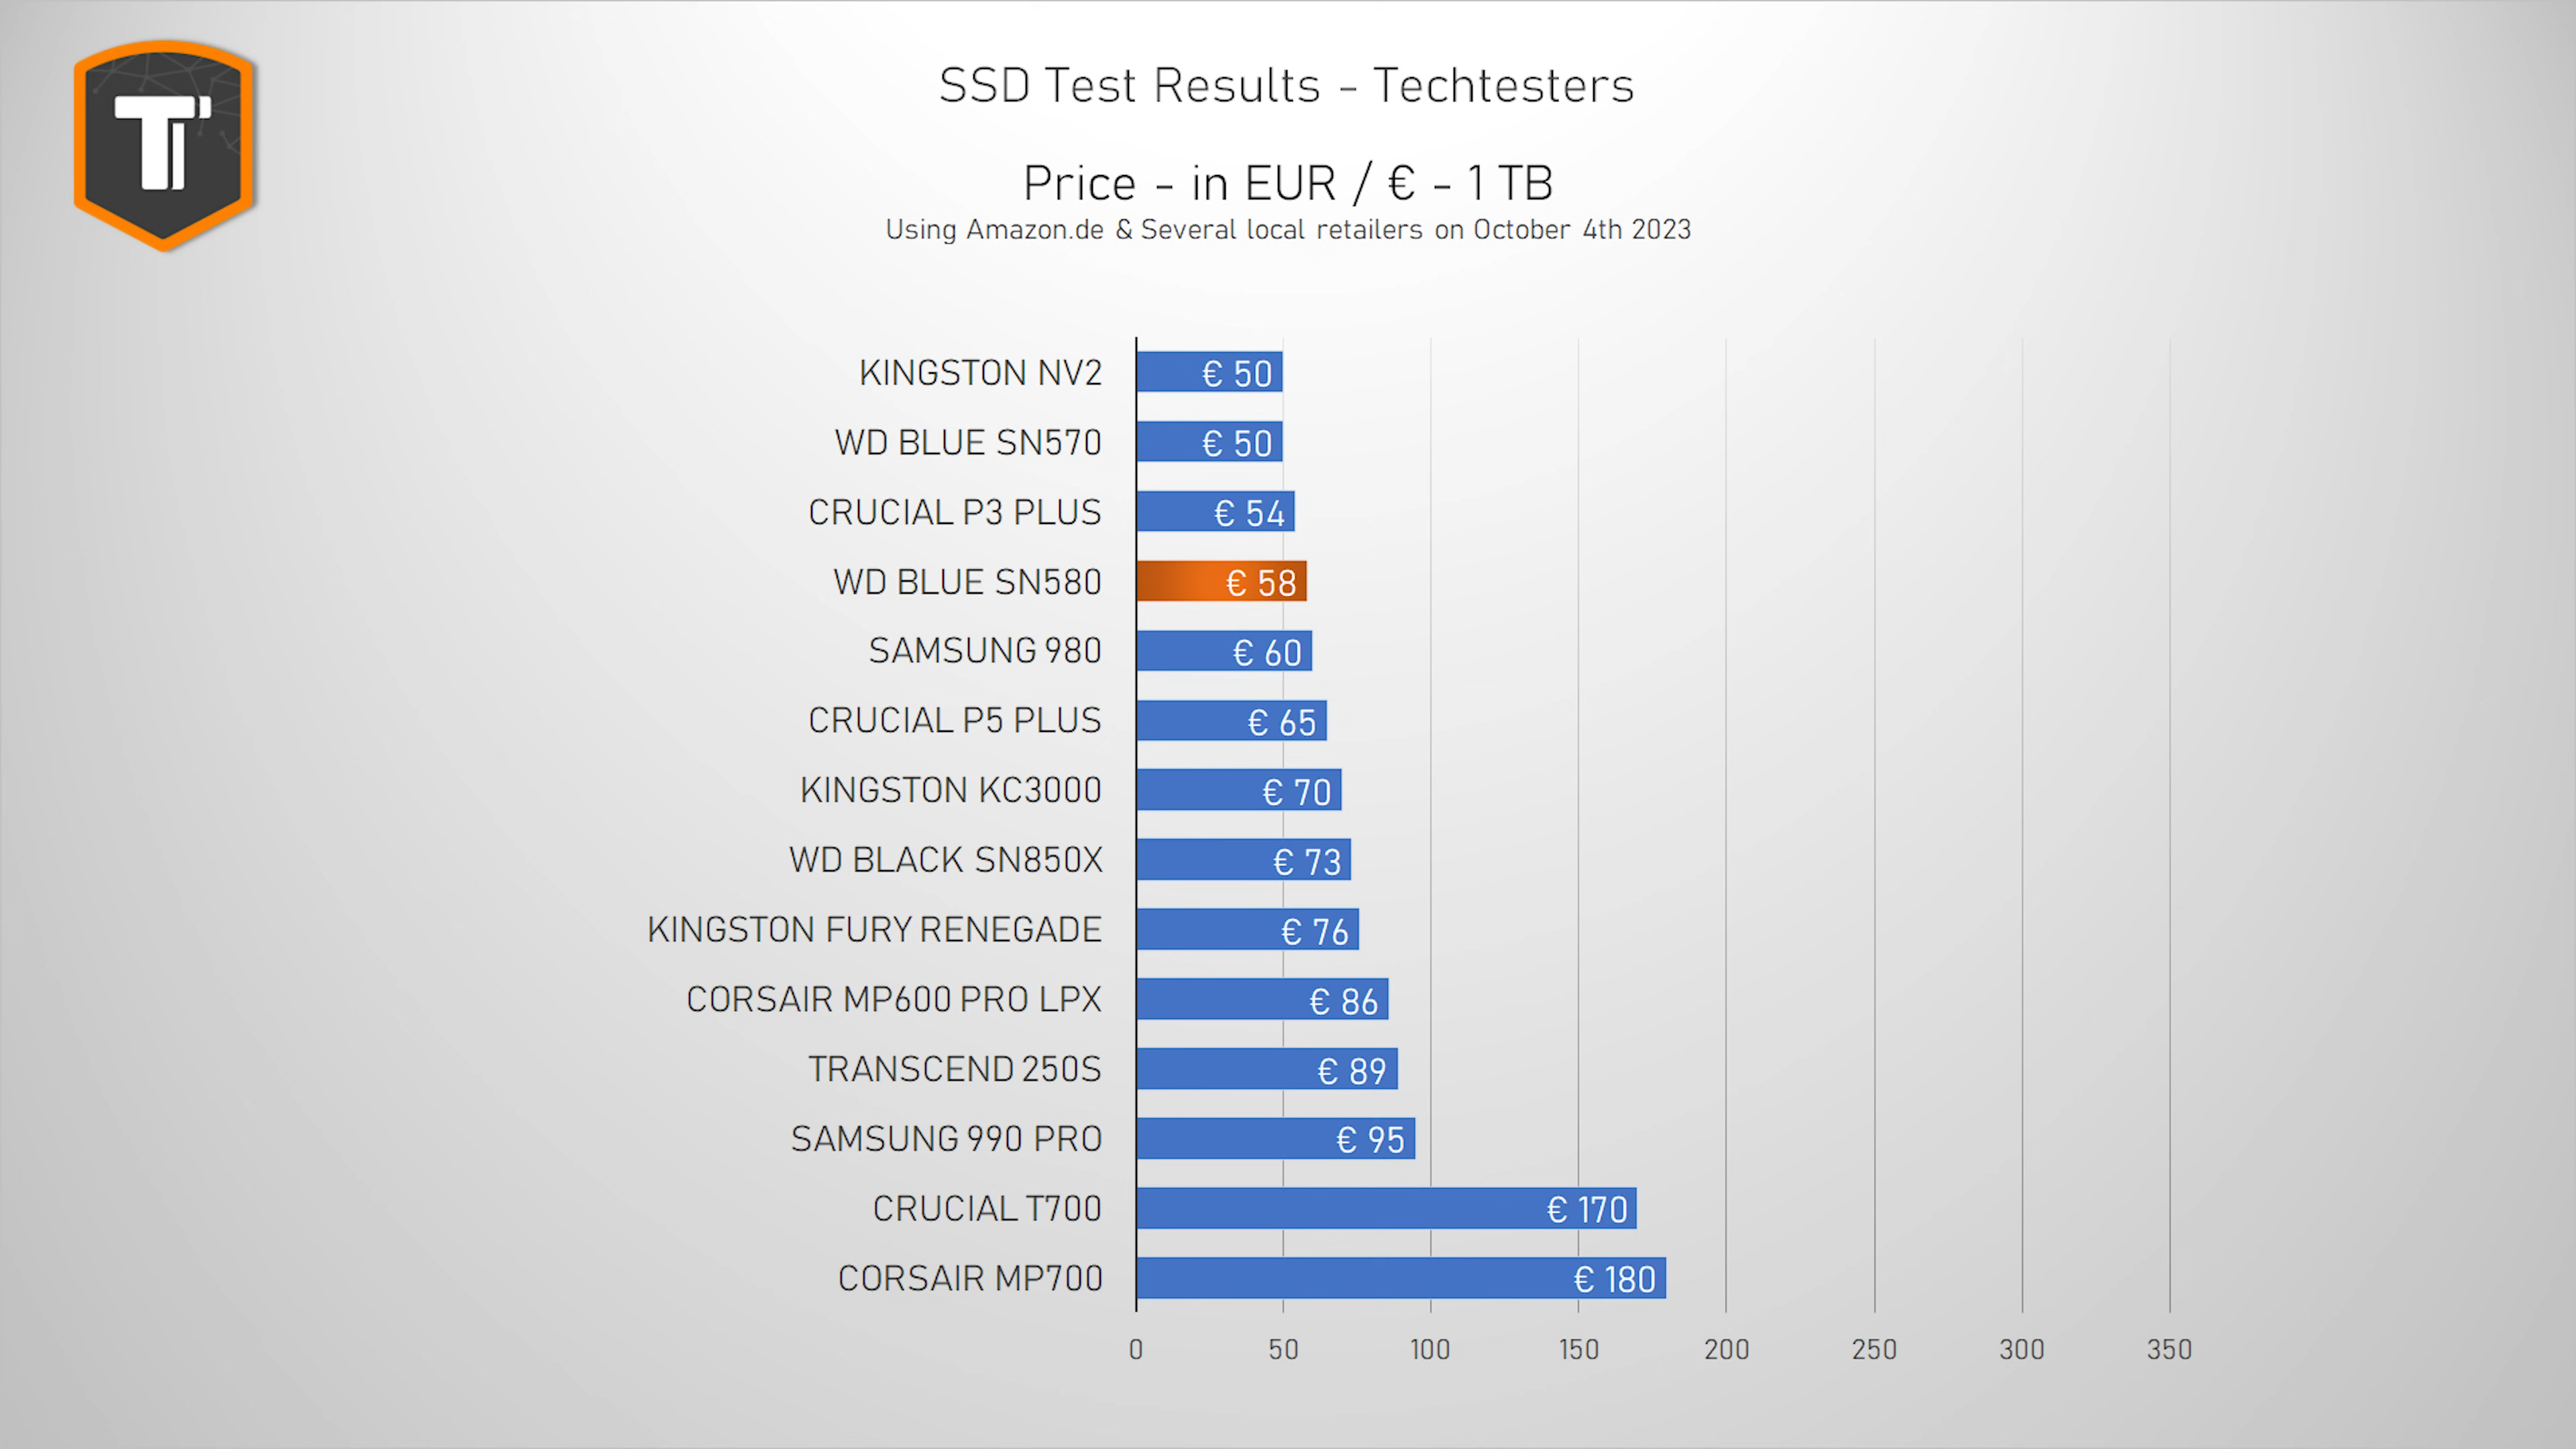 SSD Test Results - Techtesters
Price - in EUR / € - 1 TB
Using Amazon.de & Several local retailers on October 4th 2023
KINGSTON NV2 € 50
WD BLUE SN570 € 50
CRUCIAL P3 PLUS € 54
WD BLUE SN580 € 58
SAMSUNG 980 € 60
CRUCIAL P5 PLUS € 65
KINGSTON KC3000 € 70
WD BLACK SN850X € 73
KINGSTON FURY RENEGADE € 76
CORSAIR MP600 PRO LPX € 86
TRANSCEND 250S € 89
SAMSUNG 990 PRO € 95
CRUCIAL T700 € 170
CORSAIR MP700 € 180
0 50 100 150 200 250 300 350